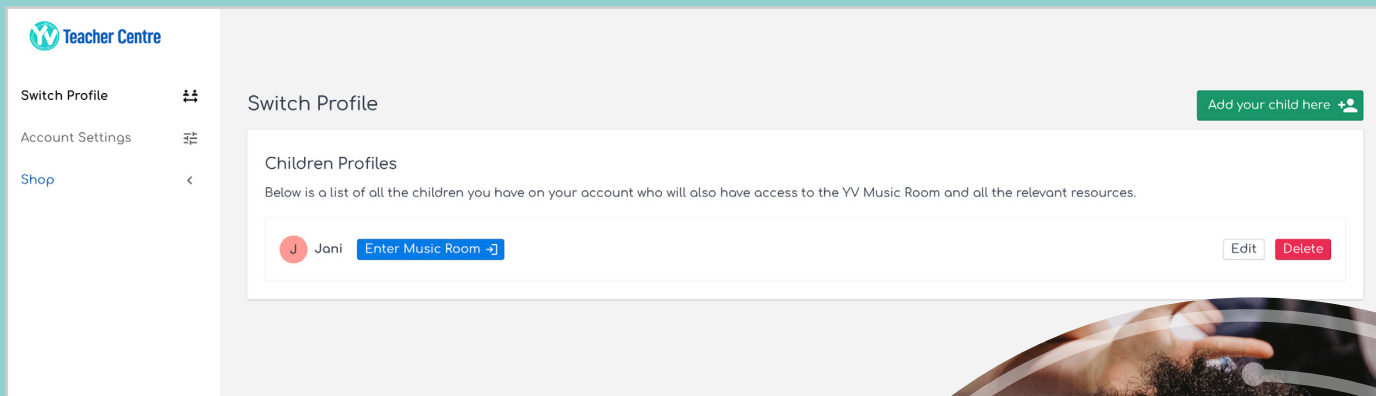 YV Teacher Centre
Switch Profile
Account Settings
Shop
Switch Profile
Add your child here
Children Profiles
Below is a list of all the children you have on your account who will also have access to the YV Music Room and all the relevant resources.
J Jani Enter Music Room Edit Delete